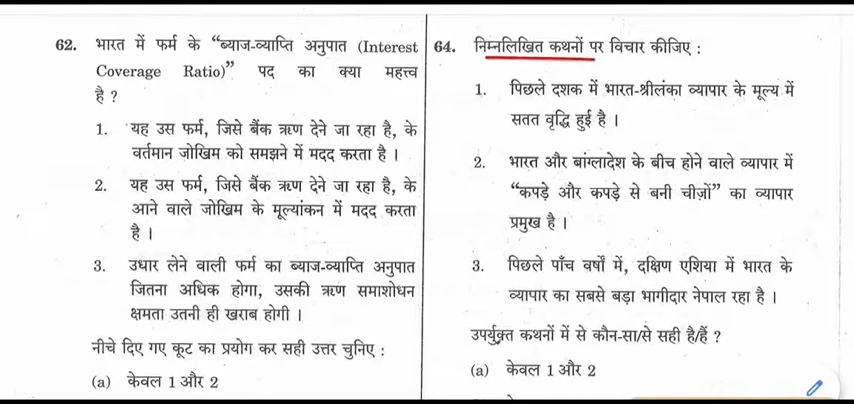 62. भारत में फर्म के “ब्याज-व्याप्ति अनुपात (Interest
Coverage Ratio)” पद का क्या महत्त्व
है ?
1. यह उस फर्म, जिसे बैंक ऋण देने जा रहा है, के
वर्तमान जोखिम को समझने में मदद करता है ।
2. यह उस फर्म, जिसे बैंक ऋण देने जा रहा है, के
आने वाले जोखिम के मूल्यांकन में मदद करता
है ।
3. उधार लेने वाली फर्म का ब्याज-व्याप्ति अनुपात
जितना अधिक होगा, उसकी ऋण समाशोधन
क्षमता उतनी ही खराब होगी ।
नीचे दिए गए कूट का प्रयोग कर सही उत्तर चुनिए :
(a) केवल 1 और 2
64. निम्नलिखित कथनों पर विचार कीजिए :
1. पिछले दशक में भारत-श्रीलंका व्यापार के मूल्य में
सतत वृद्धि हुई है ।
2. भारत और बांग्लादेश के बीच होने वाले व्यापार में
“कपड़े और कपड़े से बनी चीज़ों” का व्यापार
प्रमुख है ।
3. पिछले पाँच वर्षों में, दक्षिण एशिया में भारत के
व्यापार का सबसे बड़ा भागीदार नेपाल रहा है ।
उपर्युक्त कथनों में से कौन-सा/से सही है/हैं ?
(a) केवल 1 और 2